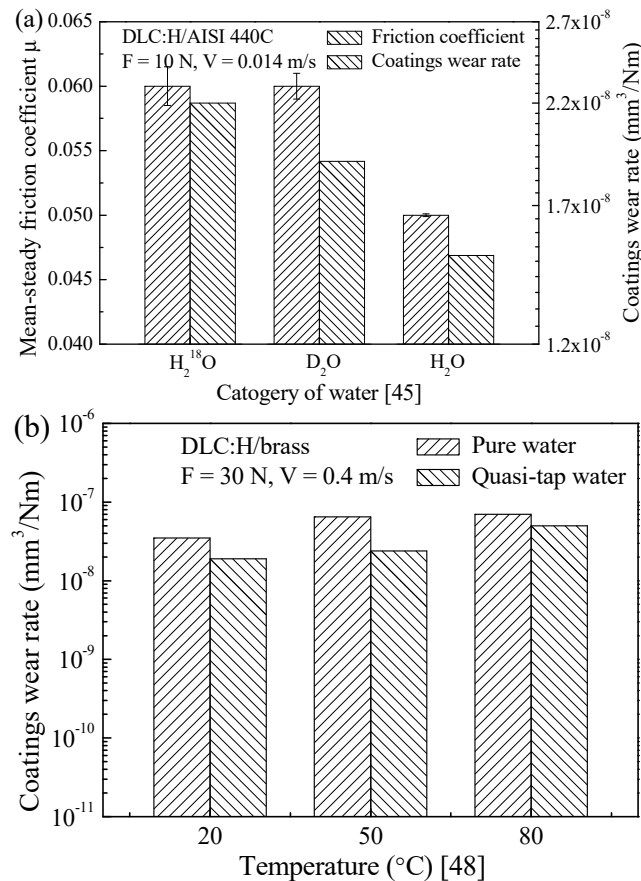 (a)
DLC:H/AISI 440C
F = 10 N, V = 0.014 m/s
Friction coefficient
Coatings wear rate
Mean-steady friction coefficient μ
0.065
0.060
0.055
0.050
0.045
0.040
2.7x10⁻⁸
2.2x10⁻⁸
1.7x10⁻⁸
1.2x10⁻⁸
Coatings wear rate (mm³/Nm)
H₂¹⁸O D₂O H₂O
Catogery of water [45]
(b)
DLC:H/brass
F = 30 N, V = 0.4 m/s
Pure water
Quasi-tap water
Coatings wear rate (mm³/Nm)
10⁻⁶
10⁻⁷
10⁻⁸
10⁻⁹
10⁻¹⁰
10⁻¹¹
20 50 80
Temperature (°C) [48]